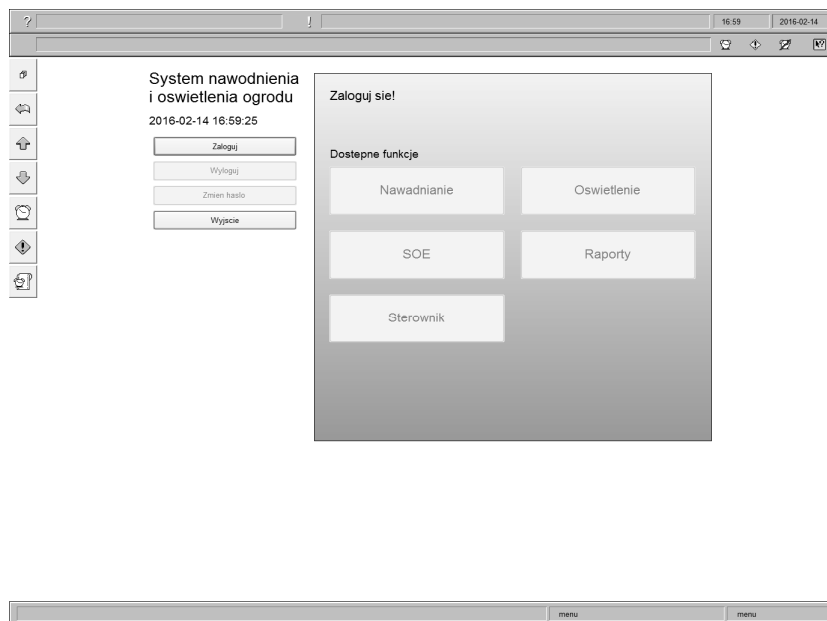 ?
!
16:59
2016-02-14
System nawodnienia
i oswietlenia ogrodu
2016-02-14 16:59:25
Zaloguj
Wyloguj
Zmien haslo
Wyjscie
Zaloguj sie!
Dostepne funkcje
Nawadnianie
Oswietlenie
SOE
Raporty
Sterownik
menu
menu